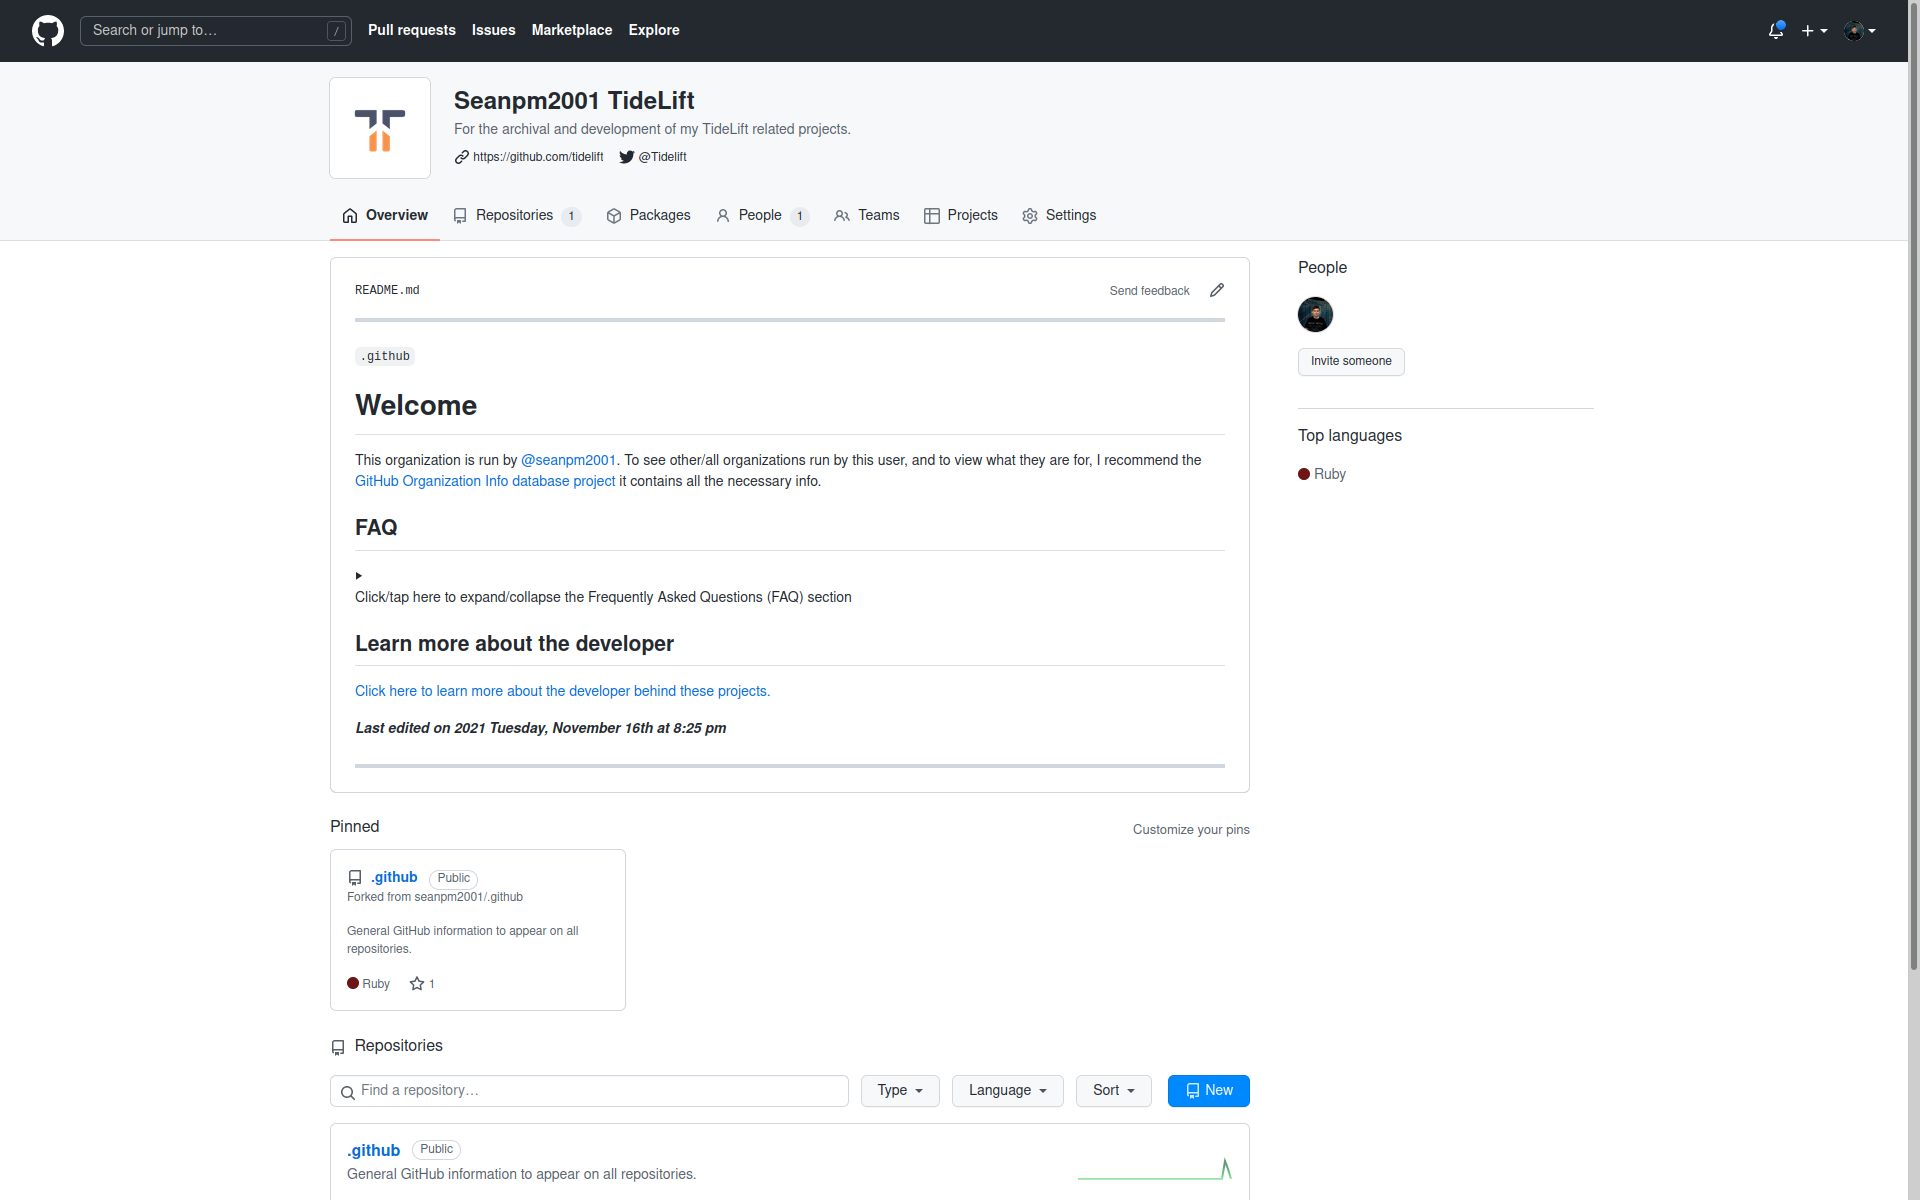 Search or jump to… /
Pull requests
Issues
Marketplace
Explore
Seanpm2001 TideLift
For the archival and development of my TideLift related projects.
https://github.com/tidelift @Tidelift
Overview
Repositories 1
Packages
People 1
Teams
Projects
Settings
README.md
Send feedback
.github
Welcome
This organization is run by @seanpm2001. To see other/all organizations run by this user, and to view what they are for, I recommend the
GitHub Organization Info database project it contains all the necessary info.
FAQ
Click/tap here to expand/collapse the Frequently Asked Questions (FAQ) section
Learn more about the developer
Click here to learn more about the developer behind these projects.
Last edited on 2021 Tuesday, November 16th at 8:25 pm
People
Invite someone
Top languages
Ruby
Pinned
Customize your pins
.github Public
Forked from seanpm2001/.github
General GitHub information to appear on all
repositories.
Ruby 1
Repositories
Find a repository…
Type
Language
Sort
New
.github Public
General GitHub information to appear on all repositories.